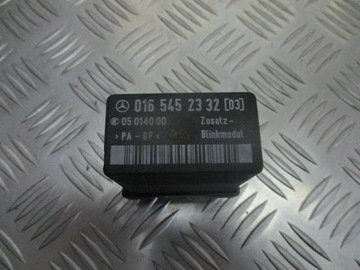 016 545 23 32 [03]
05 0140 00 Zusatz-
>PA - GF< Blinkmodul